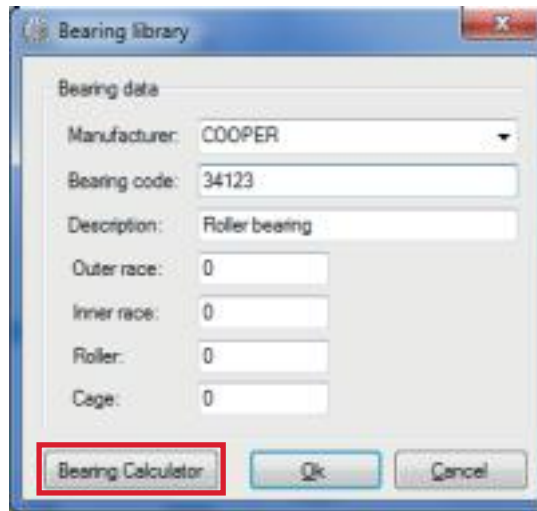 Bearing library
Bearing data
Manufacturer: COOPER
Bearing code: 34123
Description: Roller bearing
Outer race: 0
Inner race: 0
Roller: 0
Cage: 0
Bearing Calculator Ok Cancel